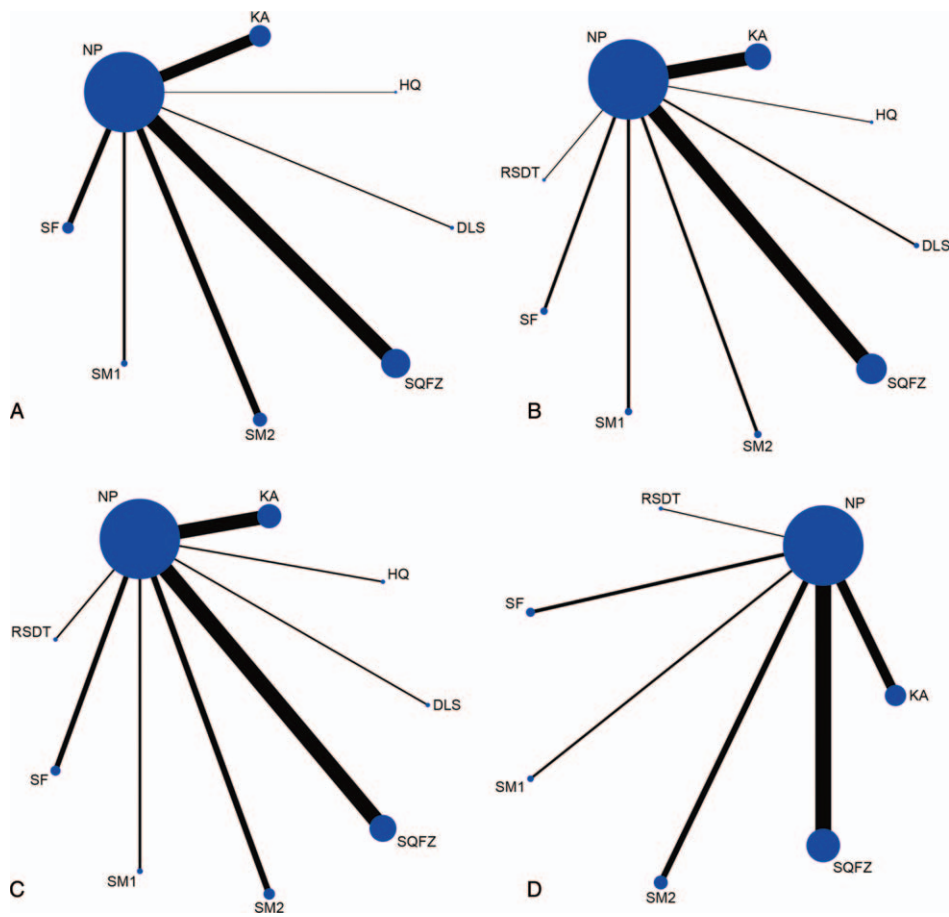 NP
KA
HQ
DLS
SQFZ
SM2
SM1
SF
A
NP
KA
HQ
DLS
SQFZ
SM2
SM1
SF
RSDT
B
NP
KA
HQ
DLS
SQFZ
SM2
SM1
SF
RSDT
C
NP
RSDT
SF
SM1
SM2
SQFZ
KA
D